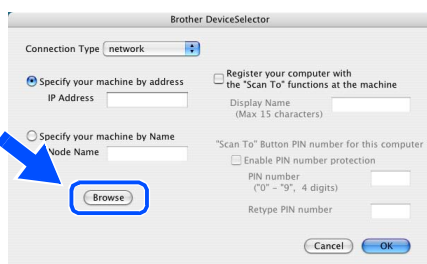 Brother DeviceSelector
Connection Type network
Specify your machine by address
IP Address
Specify your machine by Name
Node Name
Browse
Register your computer with
the "Scan To" functions at the machine
Display Name
(Max 15 characters)
"Scan To" Button PIN number for this computer
Enable PIN number protection
PIN number
("0" - "9", 4 digits)
Retype PIN number
Cancel OK